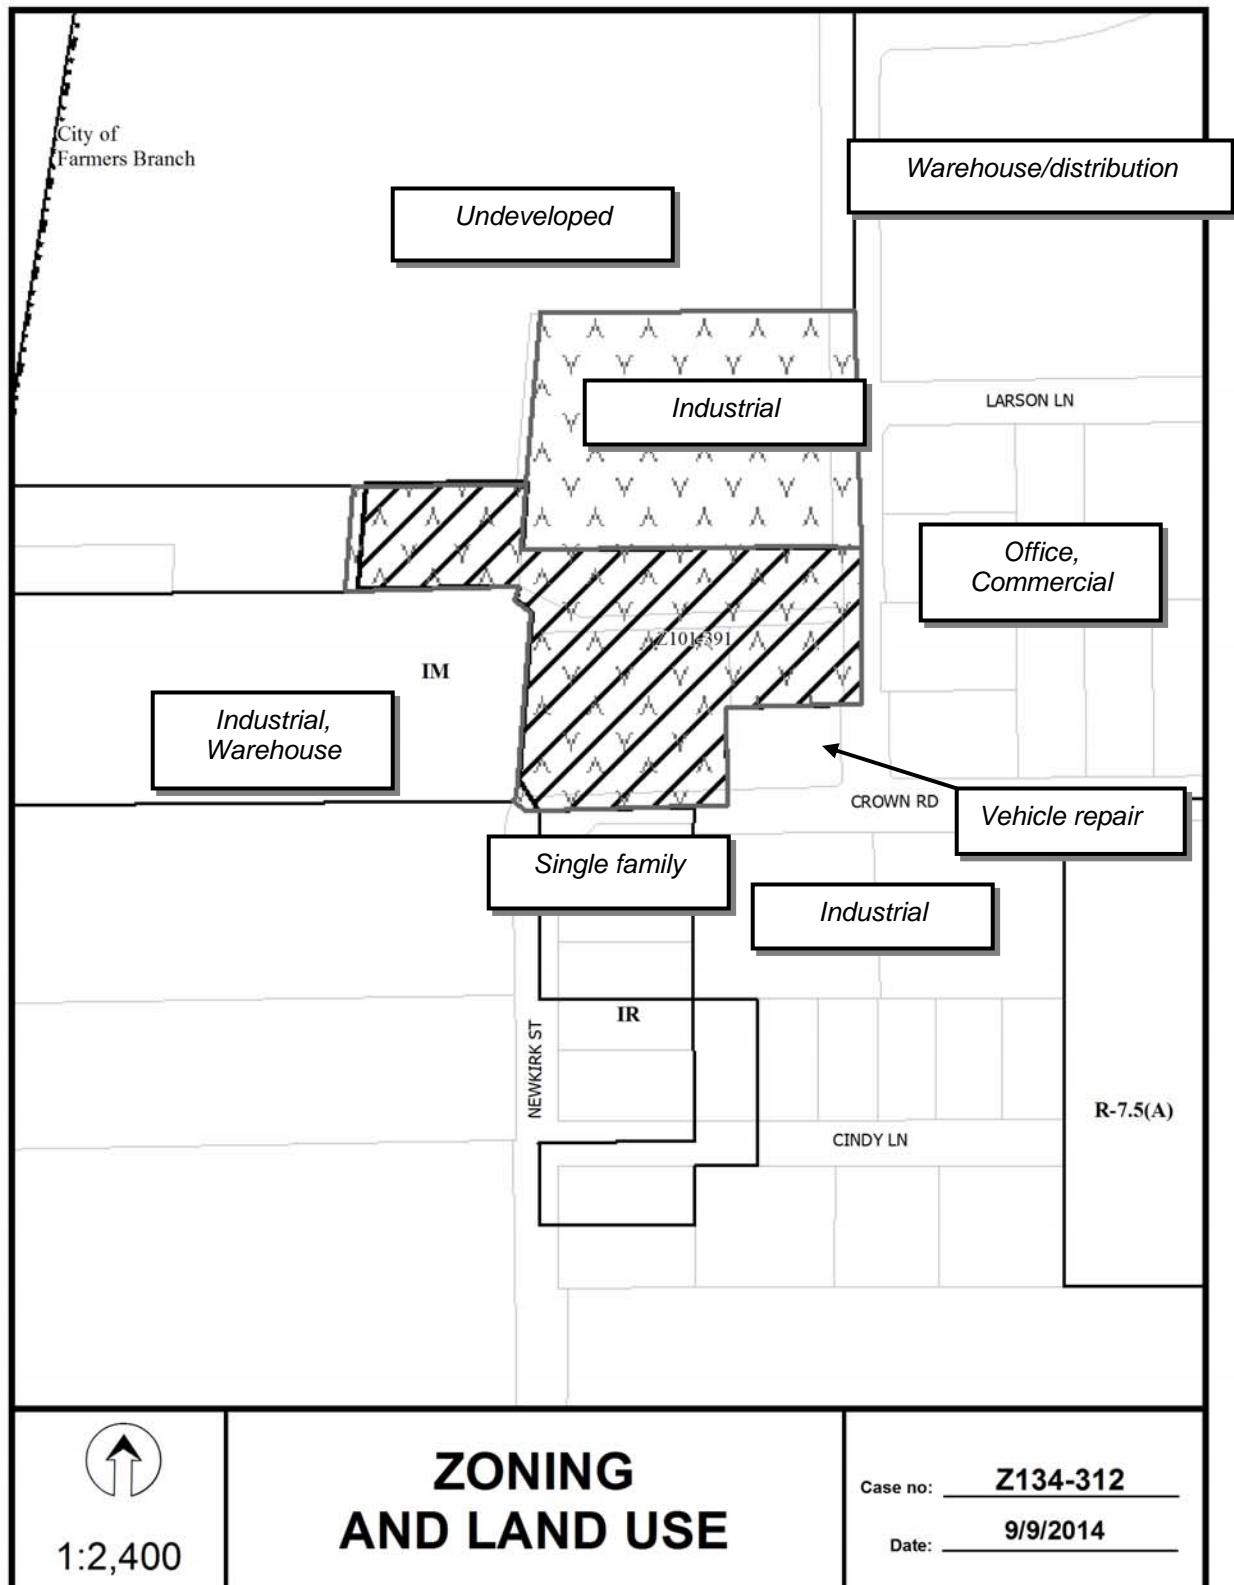 City of
Farmers Branch
Warehouse/distribution
Undeveloped
Industrial
LARSON LN
Office,
Commercial
Z101-391
IM
Industrial,
Warehouse
CROWN RD
Vehicle repair
Single family
Industrial
IR
NEWKIRK ST
R-7.5(A)
CINDY LN
1:2,400
ZONING
AND LAND USE
Case no: Z134-312
Date: 9/9/2014